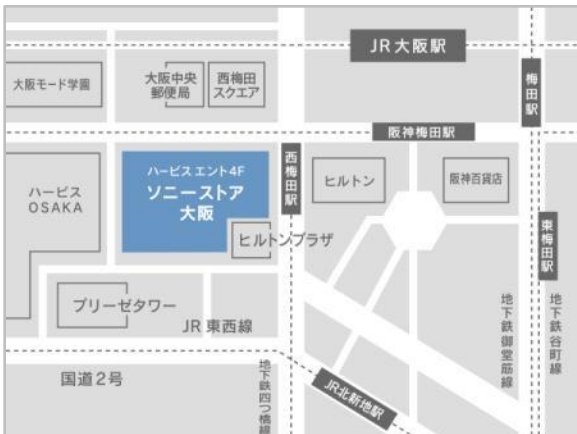 JR大阪駅
大阪モード学園
大阪中央
郵便局
西梅田
スクエア
梅田駅
阪神梅田駅
ハービス
OSAKA
ハービス エント4F
ソニーストア
大阪
西梅田駅
ヒルトン
阪神百貨店
ヒルトンプラザ
東梅田駅
ブリーゼタワー
JR東西線
地下鉄御堂筋線
地下鉄谷町線
国道2号
地下鉄四つ橋線
JR北新地駅